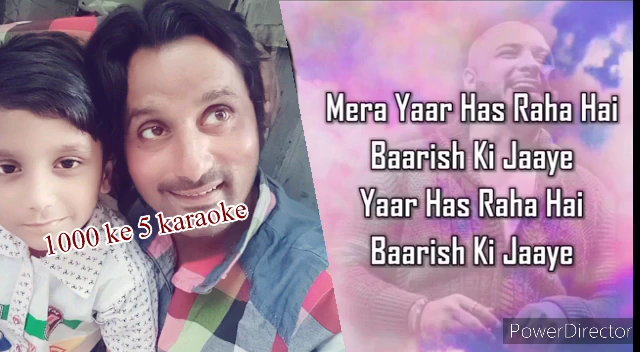 1000 ke 5 karaoke
Mera Yaar Has Raha Hai
Baarish Ki Jaaye
Yaar Has Raha Hai
Baarish Ki Jaaye
PowerDirector